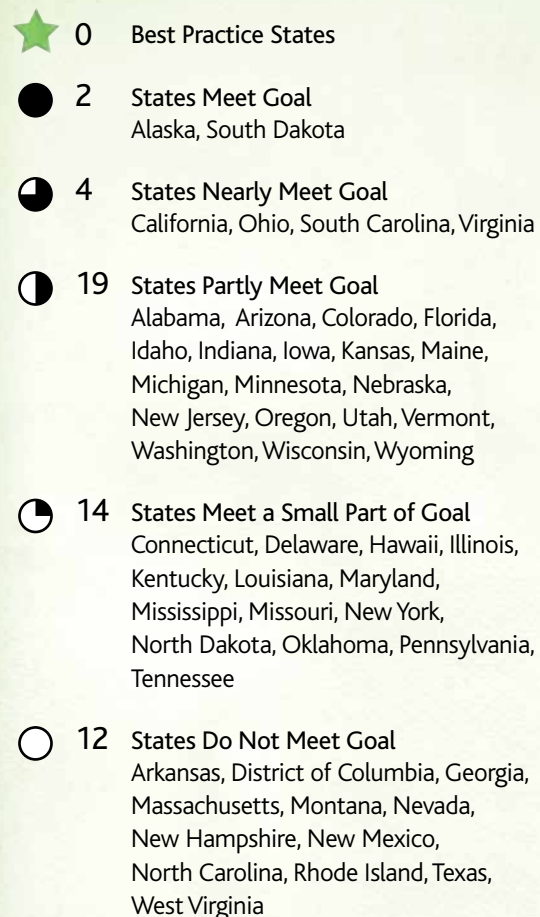 0 Best Practice States
2 States Meet Goal
Alaska, South Dakota
4 States Nearly Meet Goal
California, Ohio, South Carolina, Virginia
19 States Partly Meet Goal
Alabama, Arizona, Colorado, Florida,
Idaho, Indiana, Iowa, Kansas, Maine,
Michigan, Minnesota, Nebraska,
New Jersey, Oregon, Utah, Vermont,
Washington, Wisconsin, Wyoming
14 States Meet a Small Part of Goal
Connecticut, Delaware, Hawaii, Illinois,
Kentucky, Louisiana, Maryland,
Mississippi, Missouri, New York,
North Dakota, Oklahoma, Pennsylvania,
Tennessee
12 States Do Not Meet Goal
Arkansas, District of Columbia, Georgia,
Massachusetts, Montana, Nevada,
New Hampshire, New Mexico,
North Carolina, Rhode Island, Texas,
West Virginia